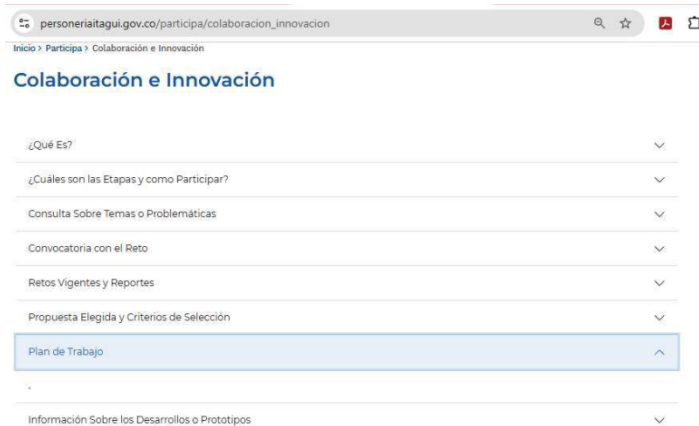 personeriaitagui.gov.co/participa/colaboracion_innovacion
Inicio > Participa > Colaboración e Innovación
Colaboración e Innovación
¿Qué Es?
¿Cuáles son las Etapas y como Participar?
Consulta Sobre Temas o Problemáticas
Convocatoria con el Reto
Retos Vigentes y Reportes
Propuesta Elegida y Criterios de Selección
Plan de Trabajo
.
Información Sobre los Desarrollos o Prototipos